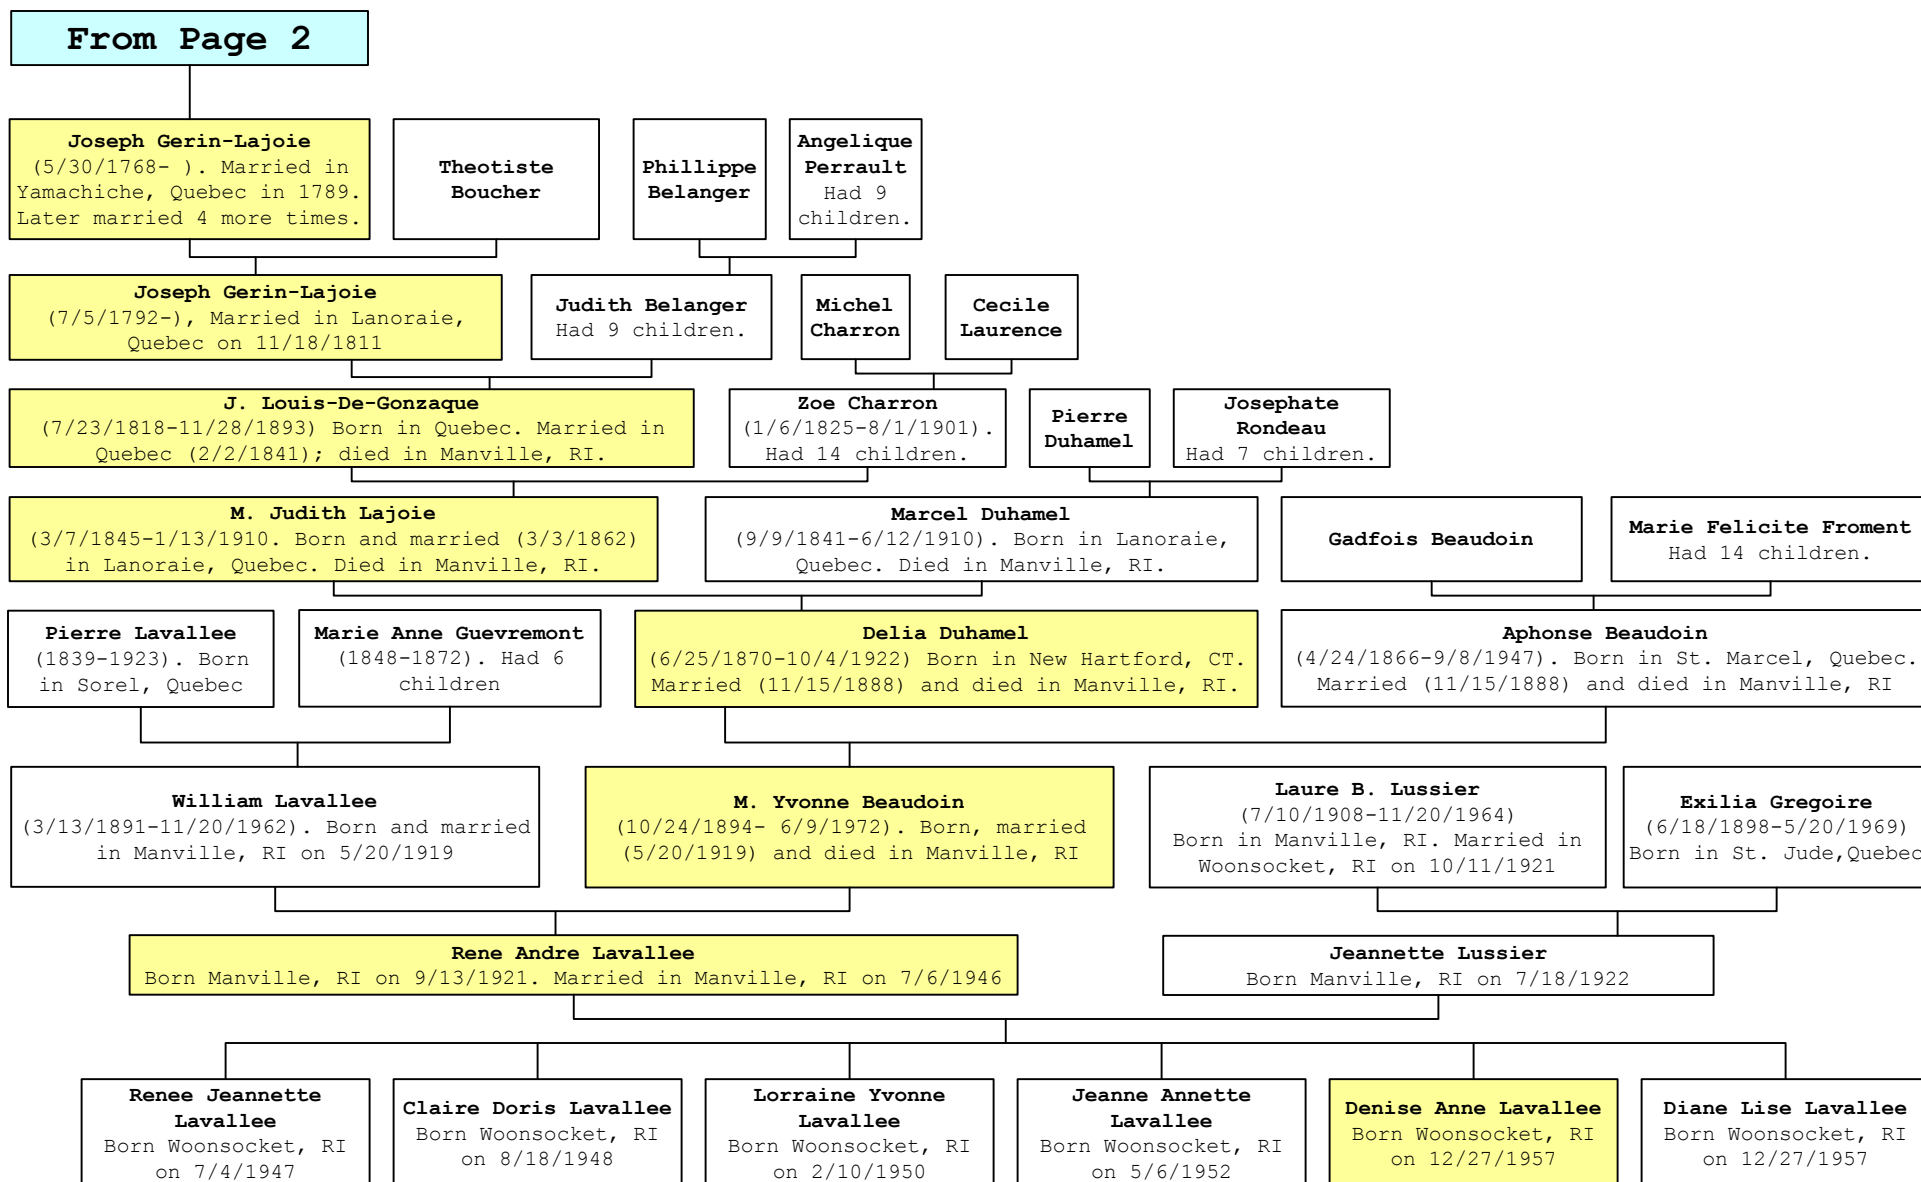 From Page 2
Joseph Gerin-Lajoie
(5/30/1768- ). Married in
Yamachiche, Quebec in 1789.
Later married 4 more times.
Theotiste
Boucher
Phillippe
Belanger
Angelique
Perrault
Had 9
children.
Joseph Gerin-Lajoie
(7/5/1792-), Married in Lanoraie,
Quebec on 11/18/1811
Judith Belanger
Had 9 children.
Michel
Charron
Cecile
Laurence
J. Louis-De-Gonzaque
(7/23/1818-11/28/1893) Born in Quebec. Married in
Quebec (2/2/1841); died in Manville, RI.
Zoe Charron
(1/6/1825-8/1/1901).
Had 14 children.
Pierre
Duhamel
Josephate
Rondeau
Had 7 children.
M. Judith Lajoie
(3/7/1845-1/13/1910. Born and married (3/3/1862)
in Lanoraie, Quebec. Died in Manville, RI.
Marcel Duhamel
(9/9/1841-6/12/1910). Born in Lanoraie,
Quebec. Died in Manville, RI.
Gadfois Beaudoin
Marie Felicite Froment
Had 14 children.
Pierre Lavallee
(1839-1923). Born
in Sorel, Quebec
Marie Anne Guevremont
(1848-1872). Had 6
children
Delia Duhamel
(6/25/1870-10/4/1922) Born in New Hartford, CT.
Married (11/15/1888) and died in Manville, RI.
Aphonse Beaudoin
(4/24/1866-9/8/1947). Born in St. Marcel, Quebec.
Married (11/15/1888) and died in Manville, RI
William Lavallee
(3/13/1891-11/20/1962). Born and married
in Manville, RI on 5/20/1919
M. Yvonne Beaudoin
(10/24/1894- 6/9/1972). Born, married
(5/20/1919) and died in Manville, RI
Laure B. Lussier
(7/10/1908-11/20/1964)
Born in Manville, RI. Married in
Woonsocket, RI on 10/11/1921
Exilia Gregoire
(6/18/1898-5/20/1969)
Born in St. Jude,Quebec
Rene Andre Lavallee
Born Manville, RI on 9/13/1921. Married in Manville, RI on 7/6/1946
Jeannette Lussier
Born Manville, RI on 7/18/1922
Renee Jeannette
Lavallee
Born Woonsocket, RI
on 7/4/1947
Claire Doris Lavallee
Born Woonsocket, RI
on 8/18/1948
Lorraine Yvonne
Lavallee
Born Woonsocket, RI
on 2/10/1950
Jeanne Annette
Lavallee
Born Woonsocket, RI
on 5/6/1952
Denise Anne Lavallee
Born Woonsocket, RI
on 12/27/1957
Diane Lise Lavallee
Born Woonsocket, RI
on 12/27/1957